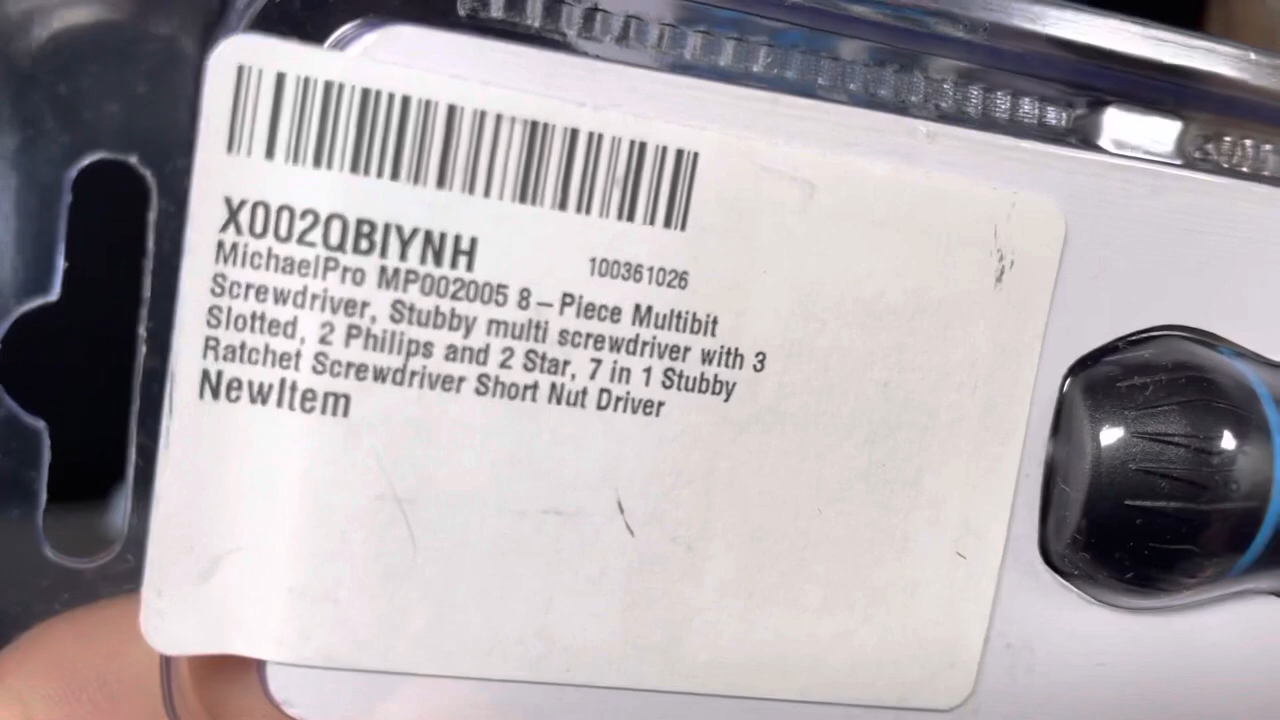 X002QBIYNH
100361026
MichaelPro MP002005 8-Piece Multibit
Screwdriver, Stubby multi screwdriver with 3
Slotted, 2 Philips and 2 Star, 7 in 1 Stubby
Ratchet Screwdriver Short Nut Driver
NewItem